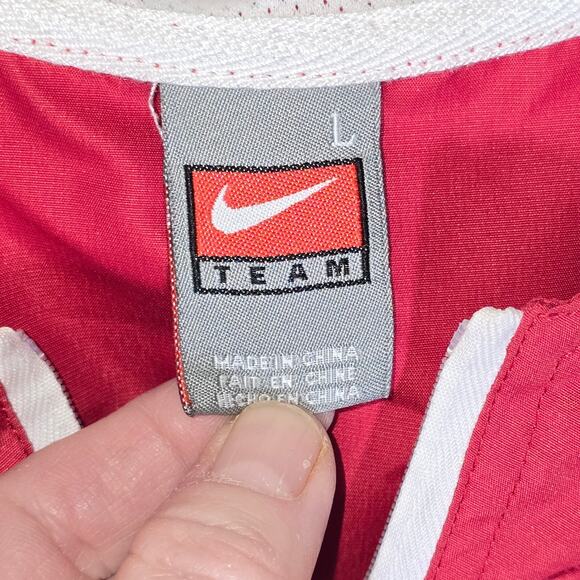 L
TEAM
MADE IN CHINA
FAIT EN CHINE
HECHO EN CHINA